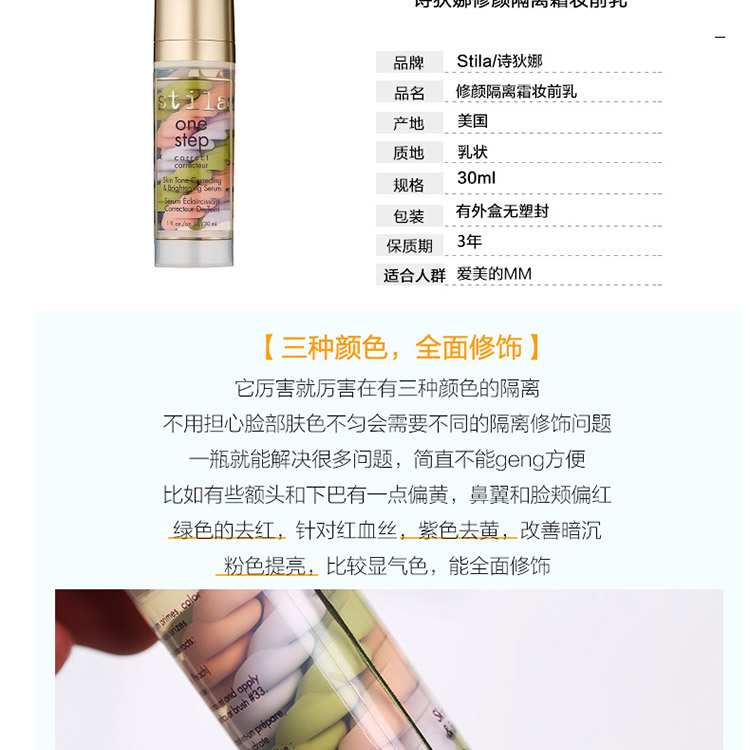 诗狄娜修颜隔离霜妆前乳
品牌 Stila/诗狄娜
品名 修颜隔离霜妆前乳
产地 美国
质地 乳状
规格 30ml
包装 有外盒无塑封
保质期 3年
适合人群 爱美的MM
stila
one
step
correct
correcteur
Skin Tone Correcting
& Brightening Serum
Sérum Éclaircissant
Correcteur De Teint
1 fl. oz./oz. liq./30 ml
【三种颜色，全面修饰】
它厉害就厉害在有三种颜色的隔离
不用担心脸部肤色不匀会需要不同的隔离修饰问题
一瓶就能解决很多问题，简直不能geng方便
比如有些额头和下巴有一点偏黄，鼻翼和脸颊偏红
绿色的去红，针对红血丝，紫色去黄，改善暗沉
粉色提亮，比较显气色，能全面修饰
primes, color
and apply
or brush #33.
prépare,